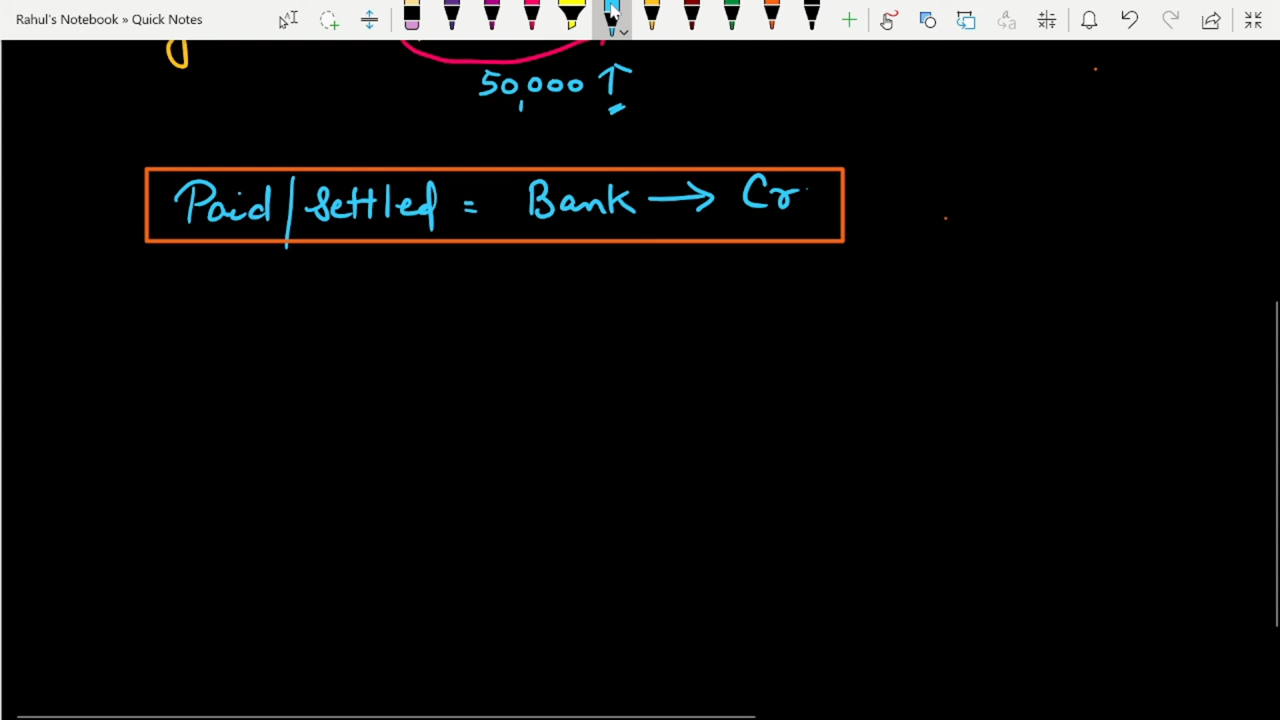 Rahul's Notebook » Quick Notes
50,000 ↑
Paid/settled = Bank → Cr